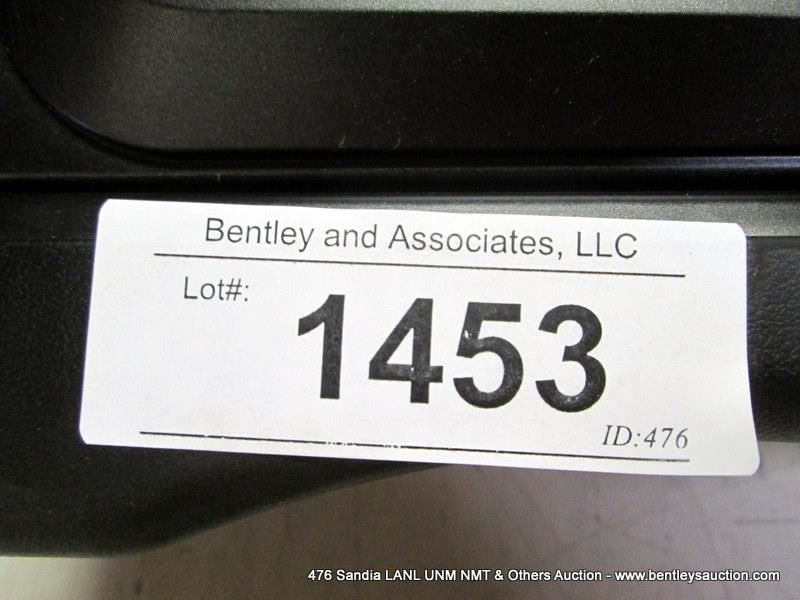 Bentley and Associates, LLC
Lot#:
1453
ID:476
476 Sandia LANL UNM NMT & Others Auction - www.bentleysauction.com